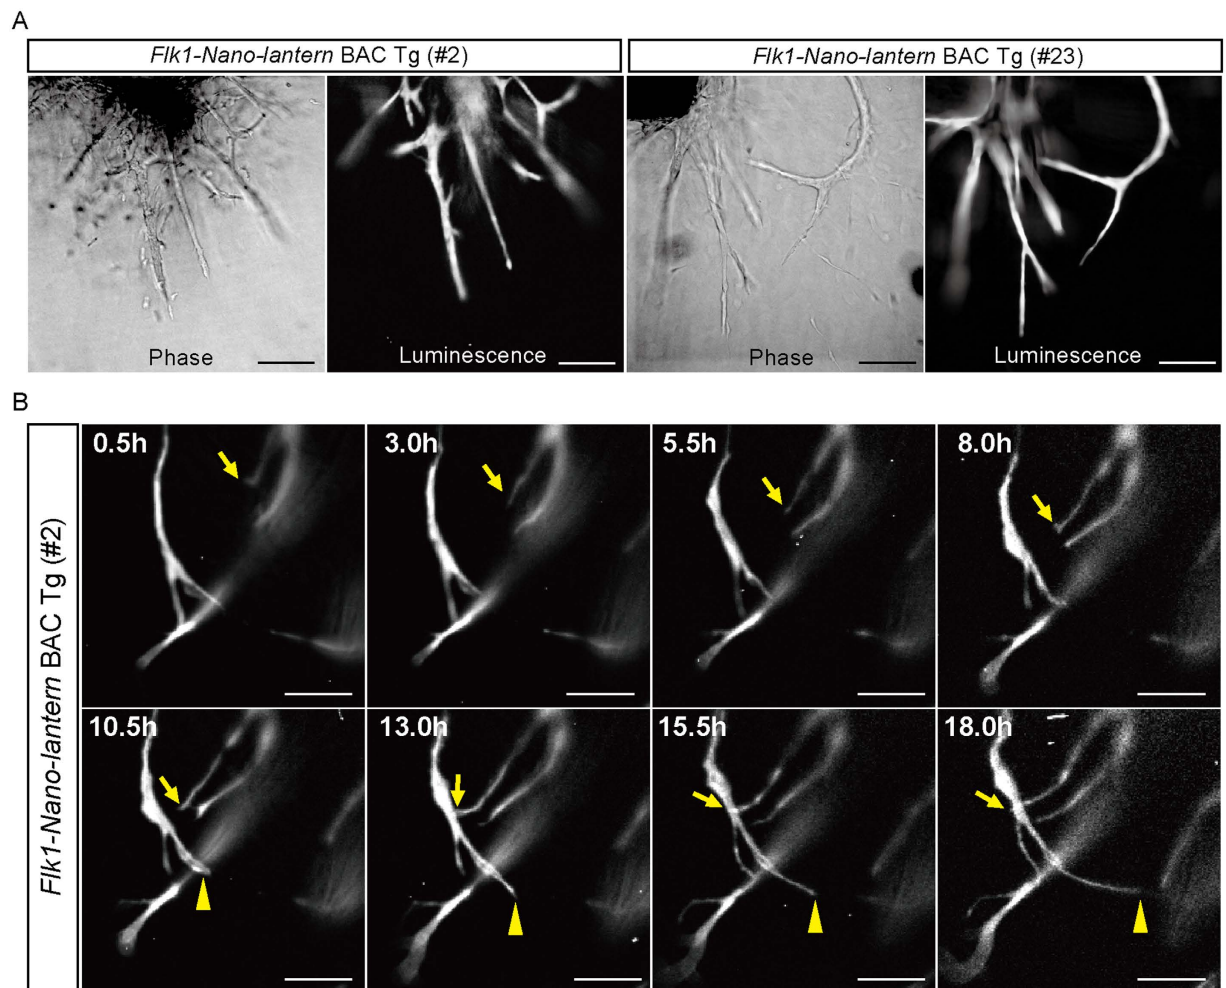 A
Flk1-Nano-lantern BAC Tg (#2)
Flk1-Nano-lantern BAC Tg (#23)
Phase
Luminescence
Phase
Luminescence
B
Flk1-Nano-lantern BAC Tg (#2)
0.5h
3.0h
5.5h
8.0h
10.5h
13.0h
15.5h
18.0h